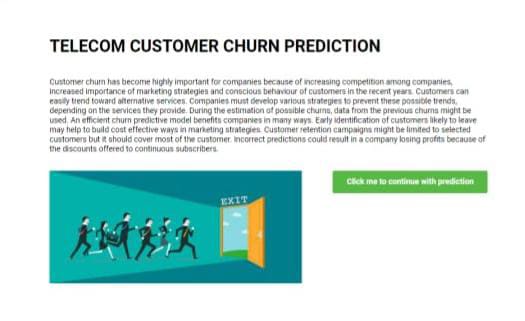 TELECOM CUSTOMER CHURN PREDICTION
Customer churn has become highly important for companies because of increasing competition among companies,
increased importance of marketing strategies and conscious behaviour of customers in the recent years. Customers can
easily trend toward alternative services. Companies must develop various strategies to prevent these possible trends,
depending on the services they provide. During the estimation of possible churns, data from the previous churns might be
used. An efficient churn predictive model benefits companies in many ways. Early identification of customers likely to leave
may help to build cost effective ways in marketing strategies. Customer retention campaigns might be limited to selected
customers but it should cover most of the customer. Incorrect predictions could result in a company losing profits because of
the discounts offered to continuous subscribers.
EXIT
Click me to continue with prediction